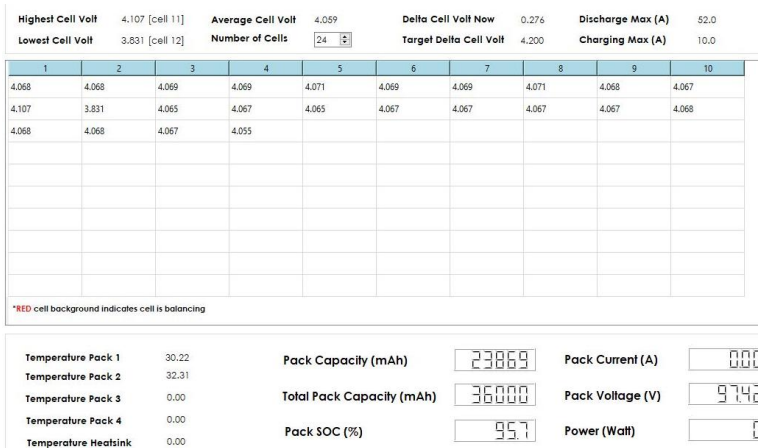 Highest Cell Volt 4.107 [cell 11] Average Cell Volt 4.059 Delta Cell Volt Now 0.276 Discharge Max (A) 52.0
Lowest Cell Volt 3.831 [cell 12] Number of Cells 24 Target Delta Cell Volt 4.200 Charging Max (A) 10.0
1 2 3 4 5 6 7 8 9 10
4.068 4.068 4.069 4.069 4.071 4.069 4.069 4.071 4.068 4.067
4.107 3.831 4.065 4.067 4.065 4.067 4.067 4.067 4.067 4.068
4.068 4.068 4.067 4.055
*RED cell background indicates cell is balancing
Temperature Pack 1 30.22 Pack Capacity (mAh) 23869 Pack Current (A) 0.00
Temperature Pack 2 32.31
Temperature Pack 3 0.00 Total Pack Capacity (mAh) 36000 Pack Voltage (V) 97.42
Temperature Pack 4 0.00
Pack SOC (%) 95.7 Power (Watt)
Temperature Heatsink 0.00